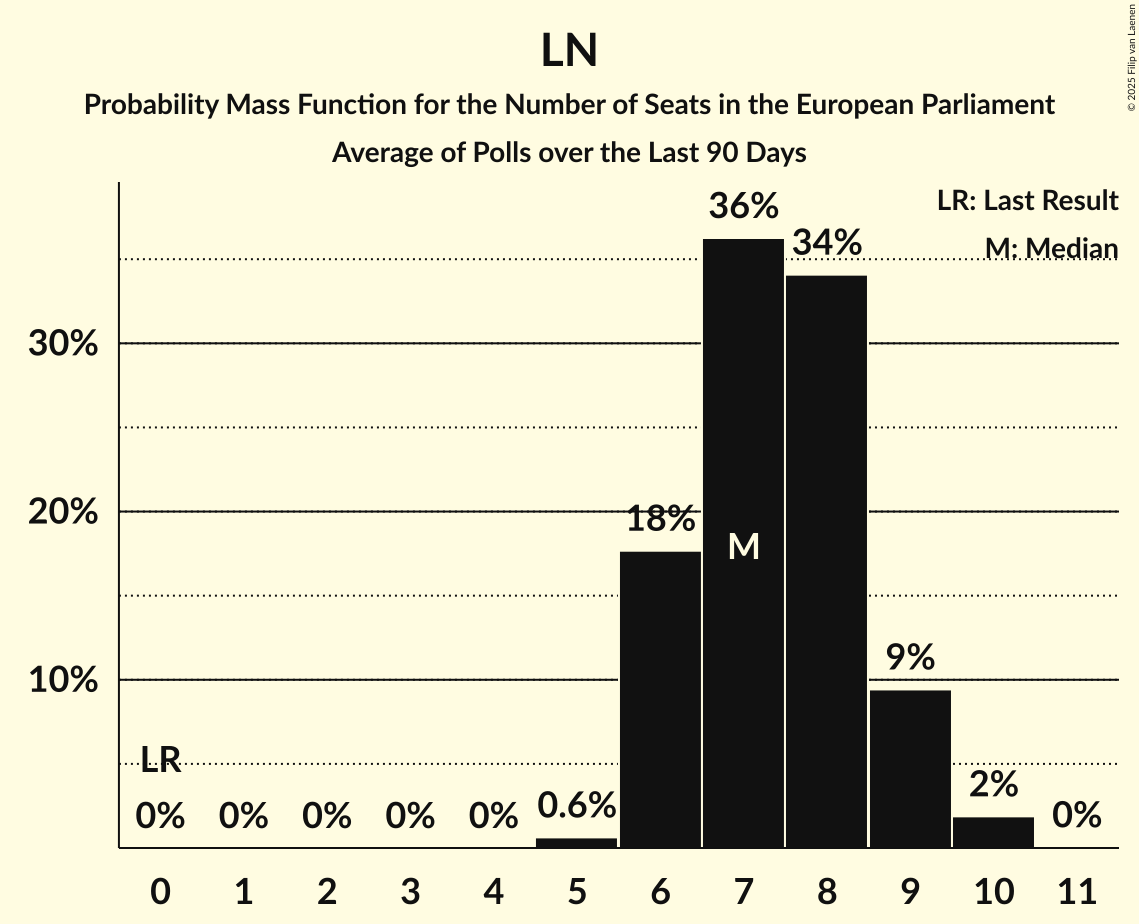 LN
Probability Mass Function for the Number of Seats in the European Parliament
Average of Polls over the Last 90 Days
© 2025 Filip van Laenen
LR: Last Result
M: Median
36%
34%
30%
20%
18%
M
10%
9%
LR
0%
0%
0%
0%
0%
0.6%
2%
0%
0 1 2 3 4 5 6 7 8 9 10 11